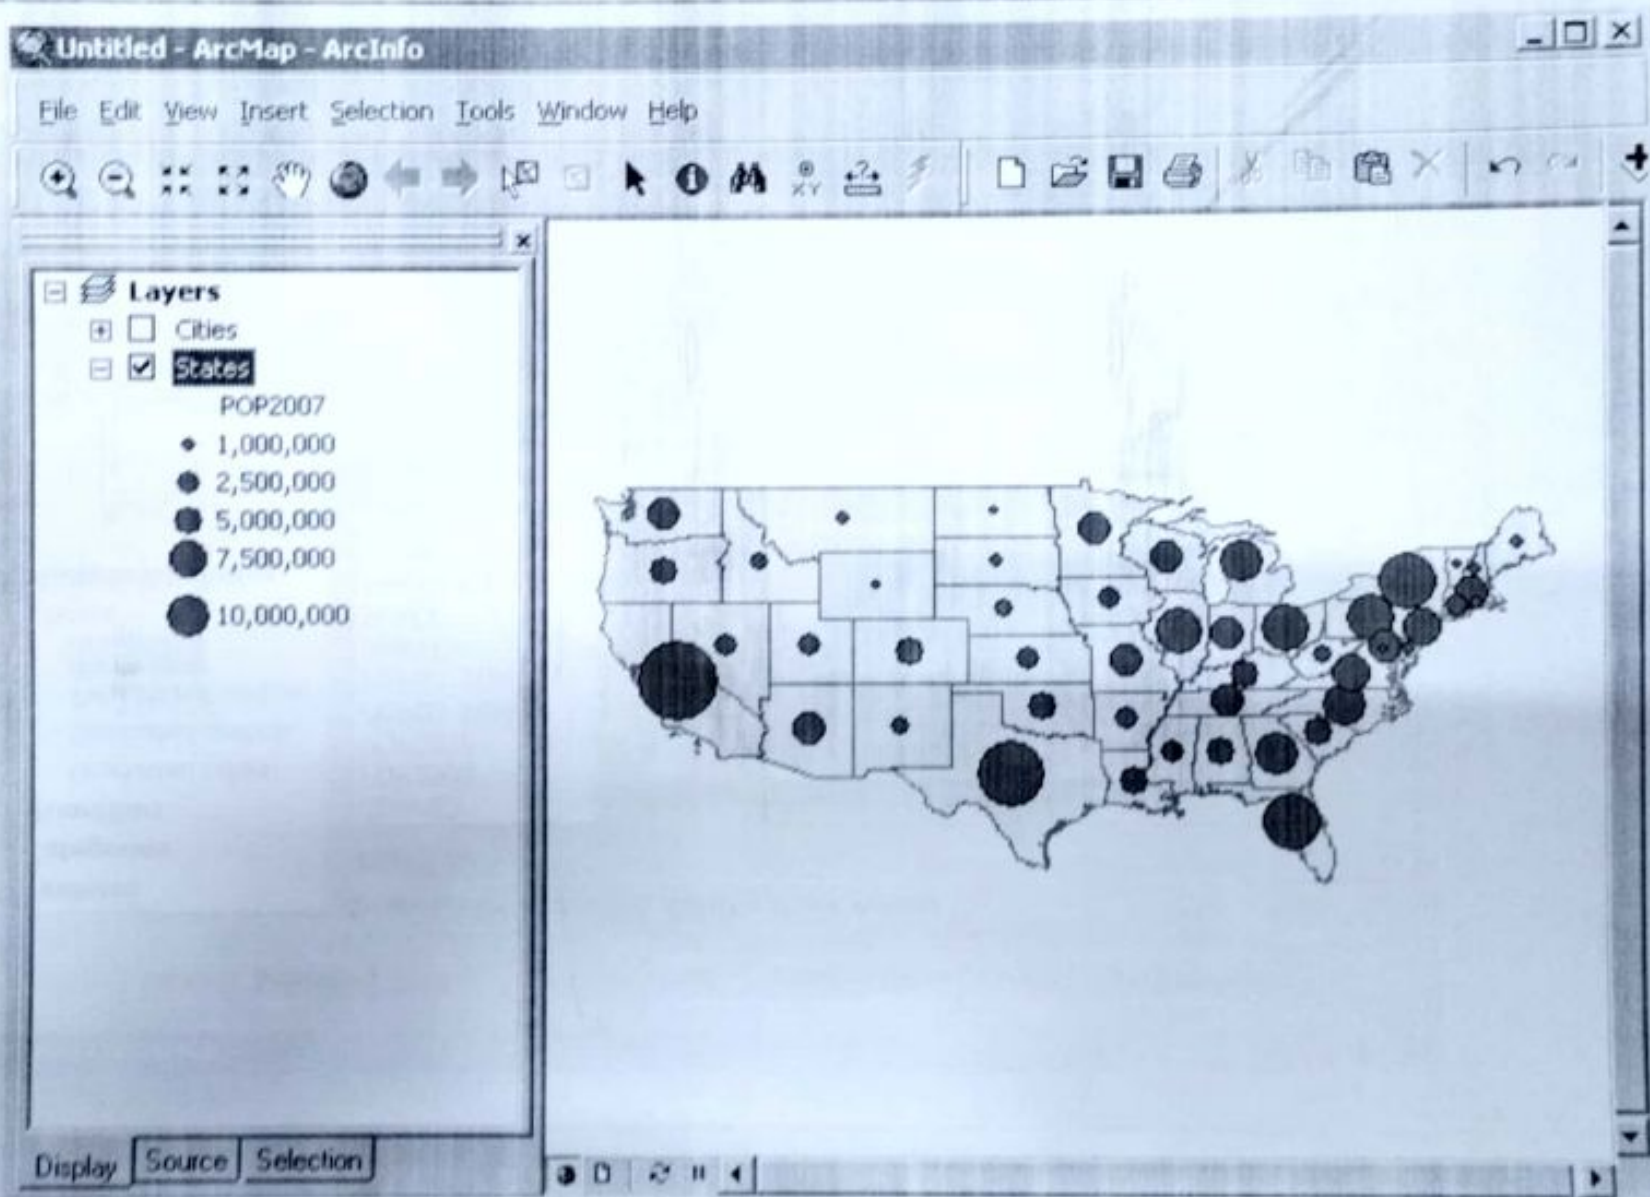 Untitled - ArcMap - ArcInfo
File Edit View Insert Selection Tools Window Help
XY
Layers
Cities
States
POP2007
1,000,000
2,500,000
5,000,000
7,500,000
10,000,000
Display Source Selection